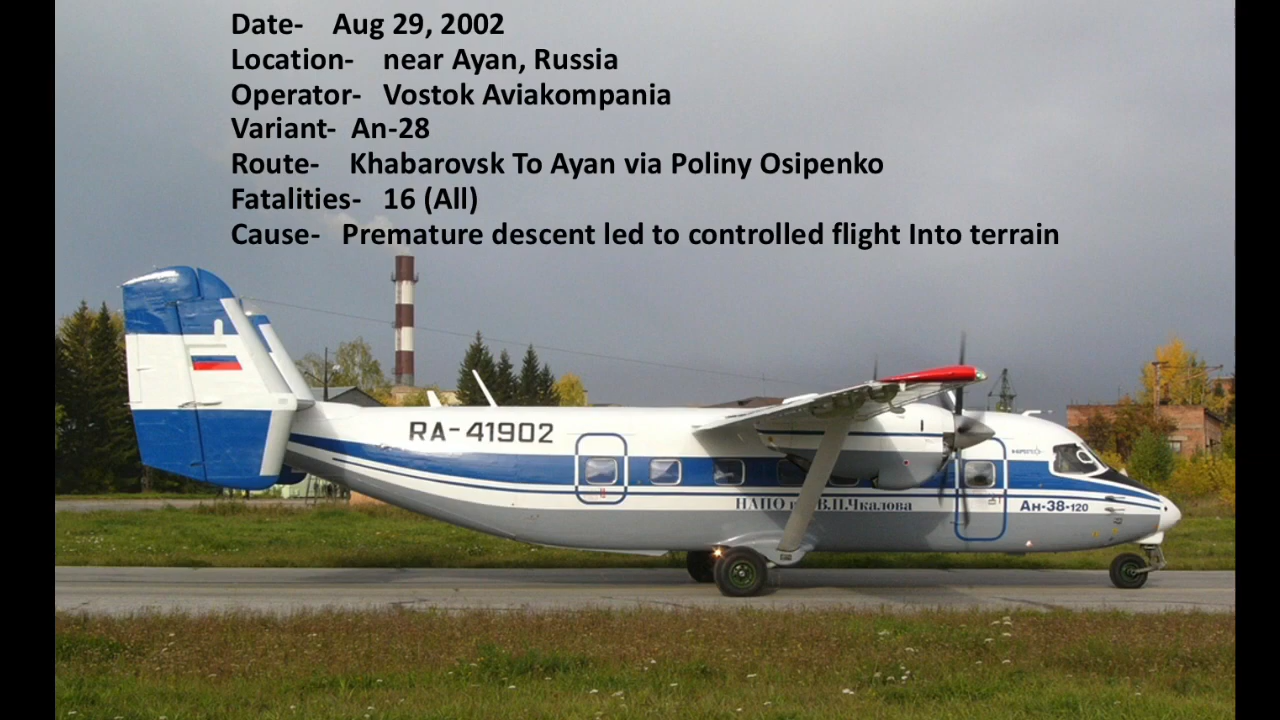 Date- Aug 29, 2002
Location- near Ayan, Russia
Operator- Vostok Aviakompania
Variant- An-28
Route- Khabarovsk To Ayan via Poliny Osipenko
Fatalities- 16 (All)
Cause- Premature descent led to controlled flight Into terrain
RA-41902
НАПО В.П.Чкалова
Ан-38-120